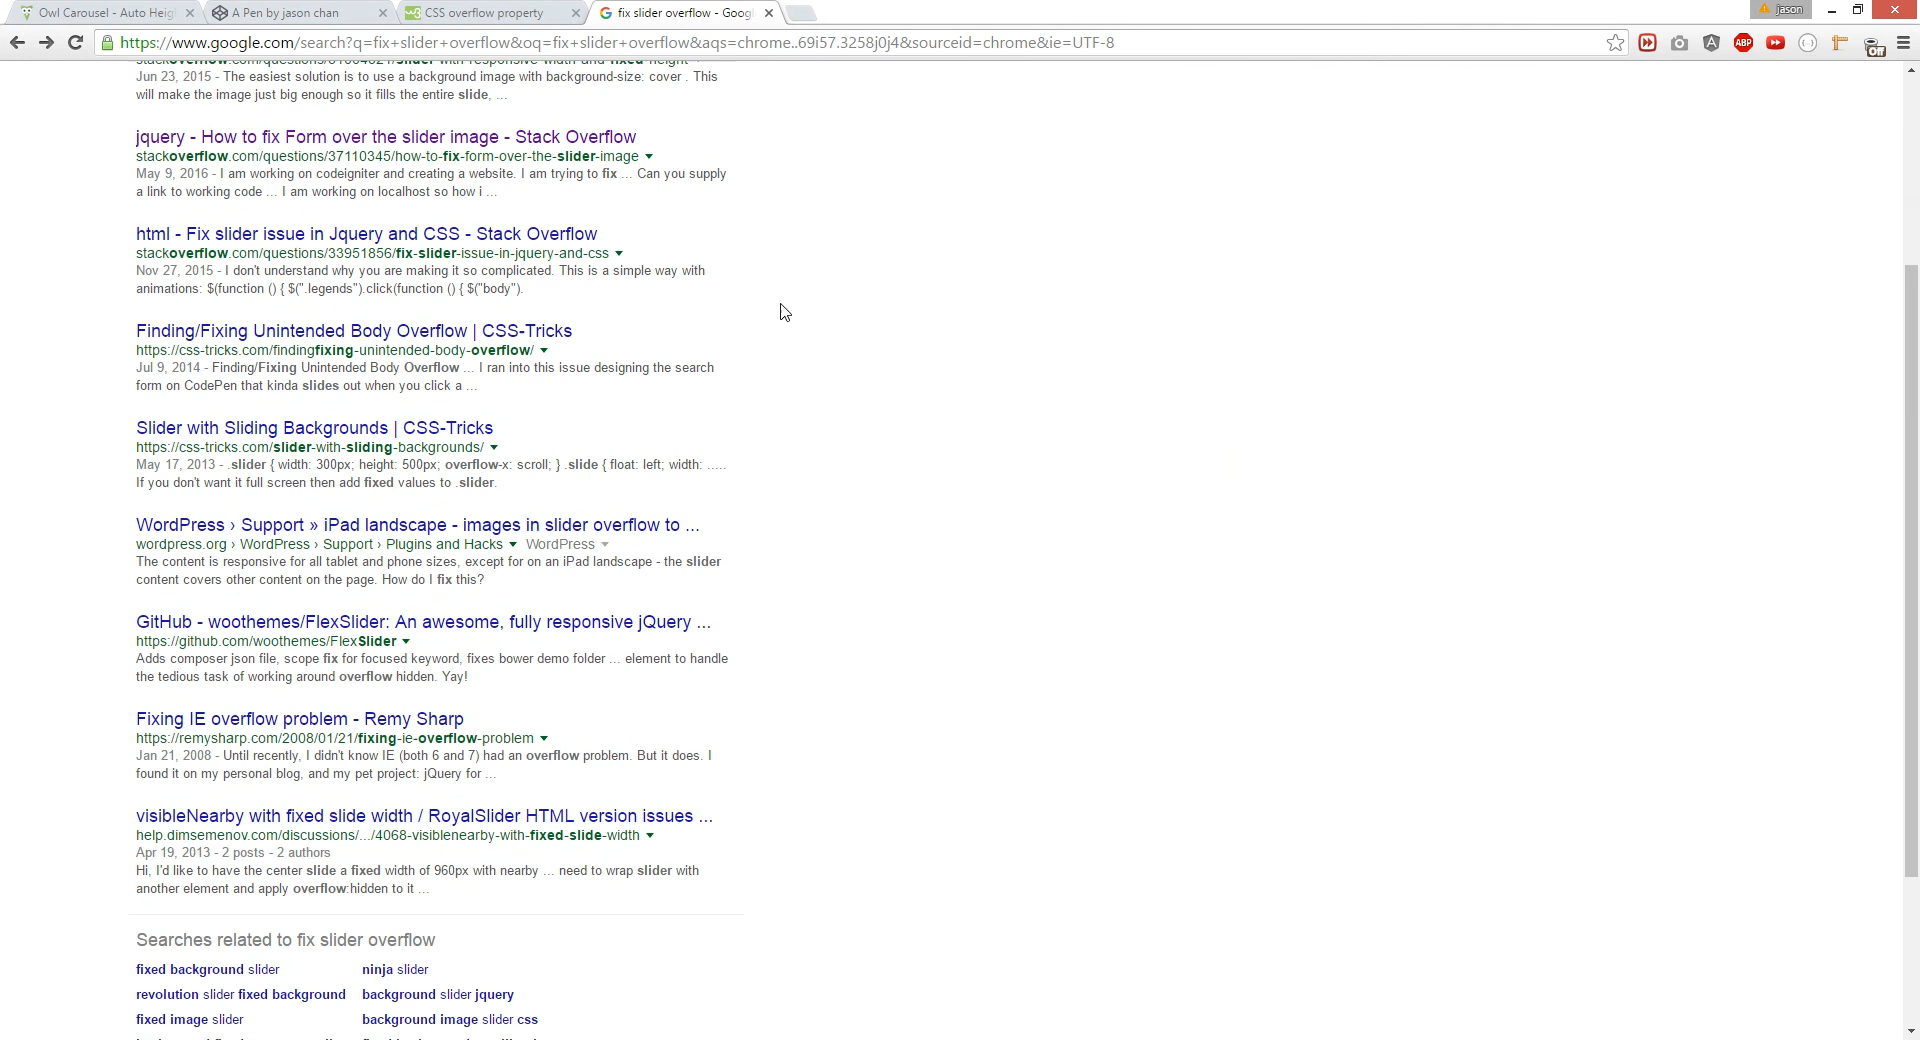 Owl Carousel - Auto Heig
A Pen by jason chan
CSS overflow property
fix slider overflow - Goog
jason
https://www.google.com/search?q=fix+slider+overflow&oq=fix+slider+overflow&aqs=chrome..69i57.3258j0j4&sourceid=chrome&ie=UTF-8
ABP
Off
Jun 23, 2015 - The easiest solution is to use a background image with background-size: cover . This
will make the image just big enough so it fills the entire slide, ...
jquery - How to fix Form over the slider image - Stack Overflow
stackoverflow.com/questions/37110345/how-to-fix-form-over-the-slider-image
May 9, 2016 - I am working on codeigniter and creating a website. I am trying to fix ... Can you supply
a link to working code ... I am working on localhost so how i ...
html - Fix slider issue in Jquery and CSS - Stack Overflow
stackoverflow.com/questions/33951856/fix-slider-issue-in-jquery-and-css
Nov 27, 2015 - I don't understand why you are making it so complicated. This is a simple way with
animations: $(function () { $(".legends").click(function () { $("body").
Finding/Fixing Unintended Body Overflow | CSS-Tricks
https://css-tricks.com/findingfixing-unintended-body-overflow/
Jul 9, 2014 - Finding/Fixing Unintended Body Overflow ... I ran into this issue designing the search
form on CodePen that kinda slides out when you click a ...
Slider with Sliding Backgrounds | CSS-Tricks
https://css-tricks.com/slider-with-sliding-backgrounds/
May 17, 2013 - .slider { width: 300px; height: 500px; overflow-x: scroll; } .slide { float: left; width: .....
If you don't want it full screen then add fixed values to .slider.
WordPress › Support » iPad landscape - images in slider overflow to ...
wordpress.org › WordPress › Support › Plugins and Hacks WordPress
The content is responsive for all tablet and phone sizes, except for on an iPad landscape - the slider
content covers other content on the page. How do I fix this?
GitHub - woothemes/FlexSlider: An awesome, fully responsive jQuery ...
https://github.com/woothemes/FlexSlider
Adds composer json file, scope fix for focused keyword, fixes bower demo folder ... element to handle
the tedious task of working around overflow hidden. Yay!
Fixing IE overflow problem - Remy Sharp
https://remysharp.com/2008/01/21/fixing-ie-overflow-problem
Jan 21, 2008 - Until recently, I didn't know IE (both 6 and 7) had an overflow problem. But it does. I
found it on my personal blog, and my pet project: jQuery for ...
visibleNearby with fixed slide width / RoyalSlider HTML version issues ...
help.dimsemenov.com/discussions/.../4068-visiblenearby-with-fixed-slide-width
Apr 19, 2013 - 2 posts - 2 authors
Hi, I'd like to have the center slide a fixed width of 960px with nearby ... need to wrap slider with
another element and apply overflow:hidden to it ...
Searches related to fix slider overflow
fixed background slider
ninja slider
revolution slider fixed background
background slider jquery
fixed image slider
background image slider css